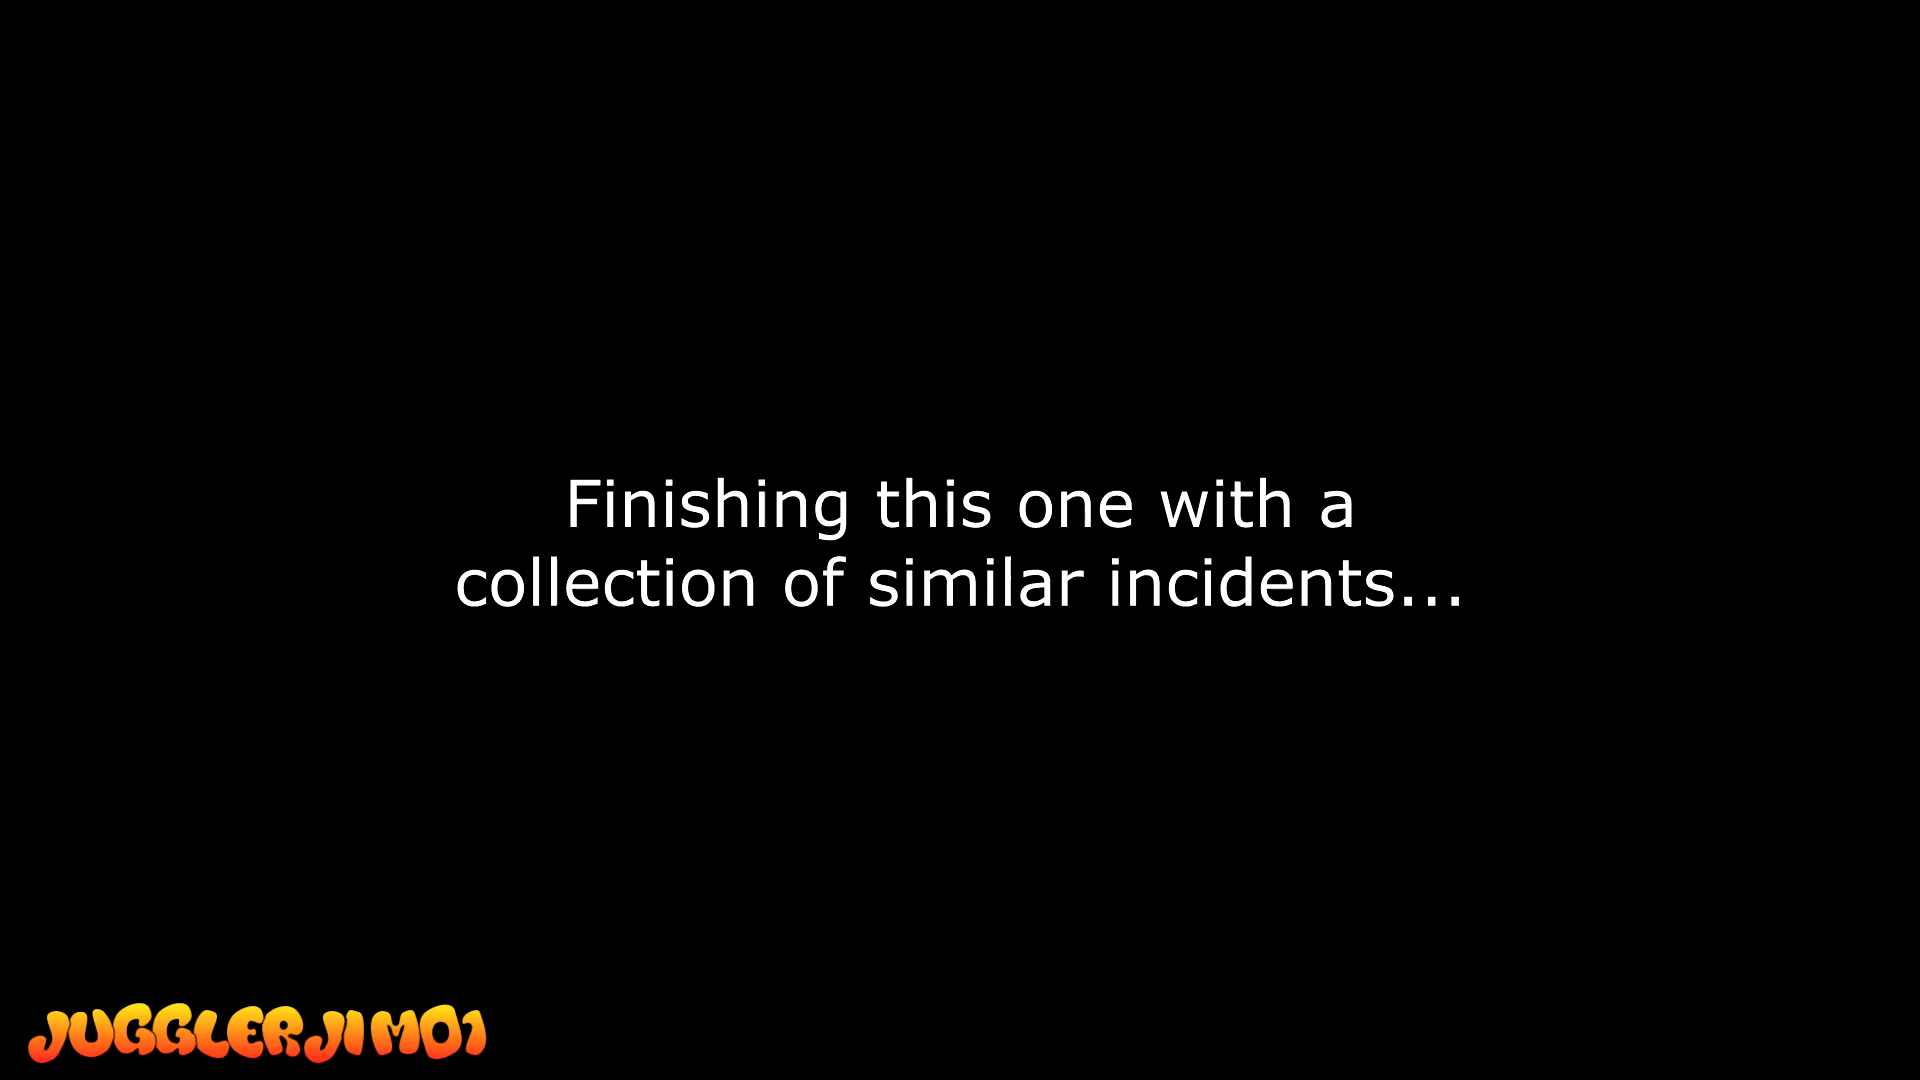 Finishing this one with a
collection of similar incidents...
JUGGLERJIM01